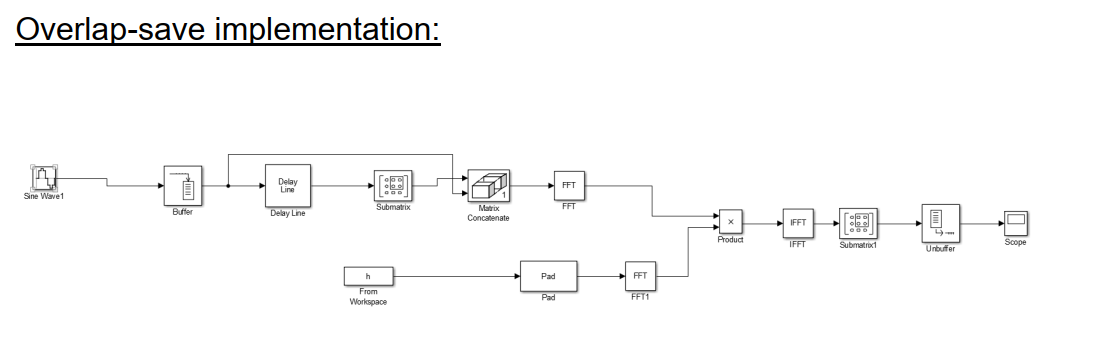 Overlap-save implementation:
Sine Wave1
Buffer
Delay
Line
Delay Line
Submatrix
1
Matrix
Concatenate
FFT
FFT
×
Product
IFFT
IFFT
Submatrix1
Unbuffer
Scope
h
From
Workspace
Pad
Pad
FFT
FFT1